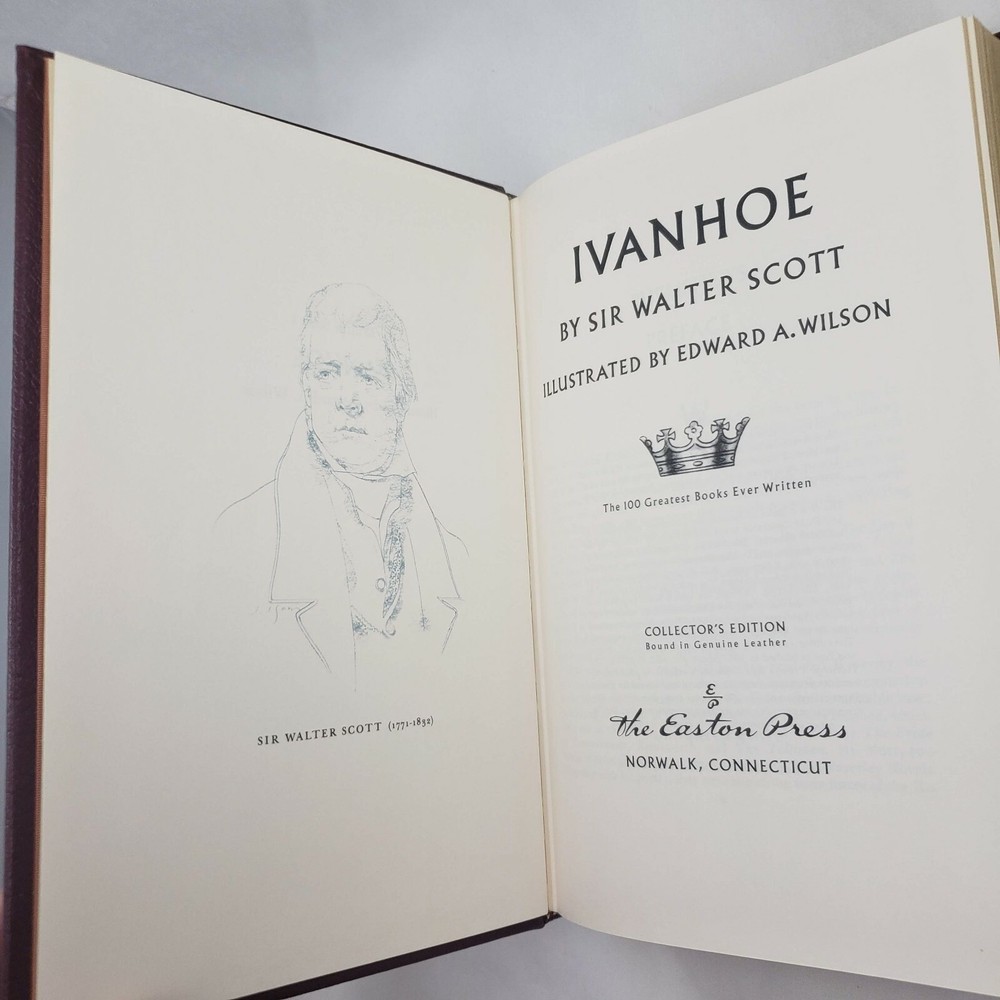 SIR WALTER SCOTT (1771-1832)
IVANHOE
BY SIR WALTER SCOTT
ILLUSTRATED BY EDWARD A. WILSON
The 100 Greatest Books Ever Written
COLLECTOR'S EDITION
Bound in Genuine Leather
E
P
The Easton Press
NORWALK, CONNECTICUT